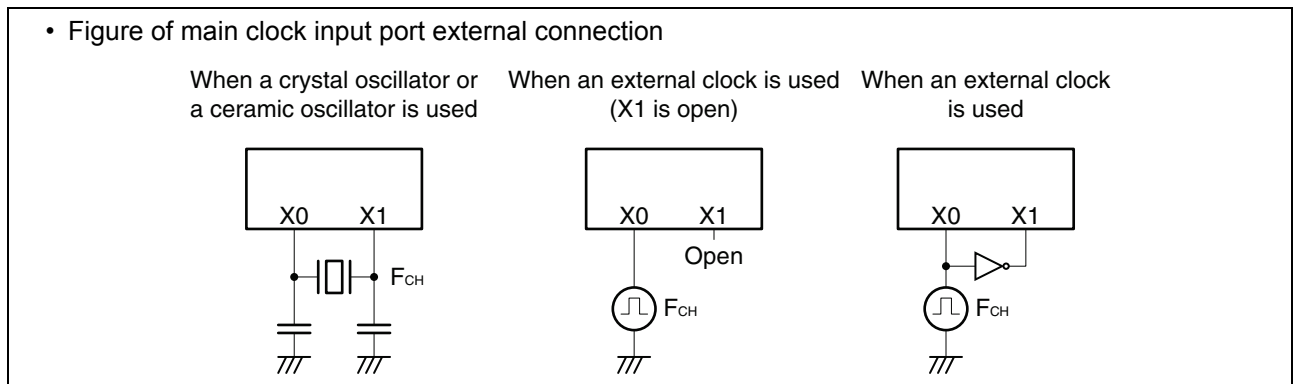 • Figure of main clock input port external connection
When a crystal oscillator or
a ceramic oscillator is used
When an external clock is used
(X1 is open)
When an external clock
is used
X0 X1
FCH
X0 X1
Open
FCH
X0 X1
FCH